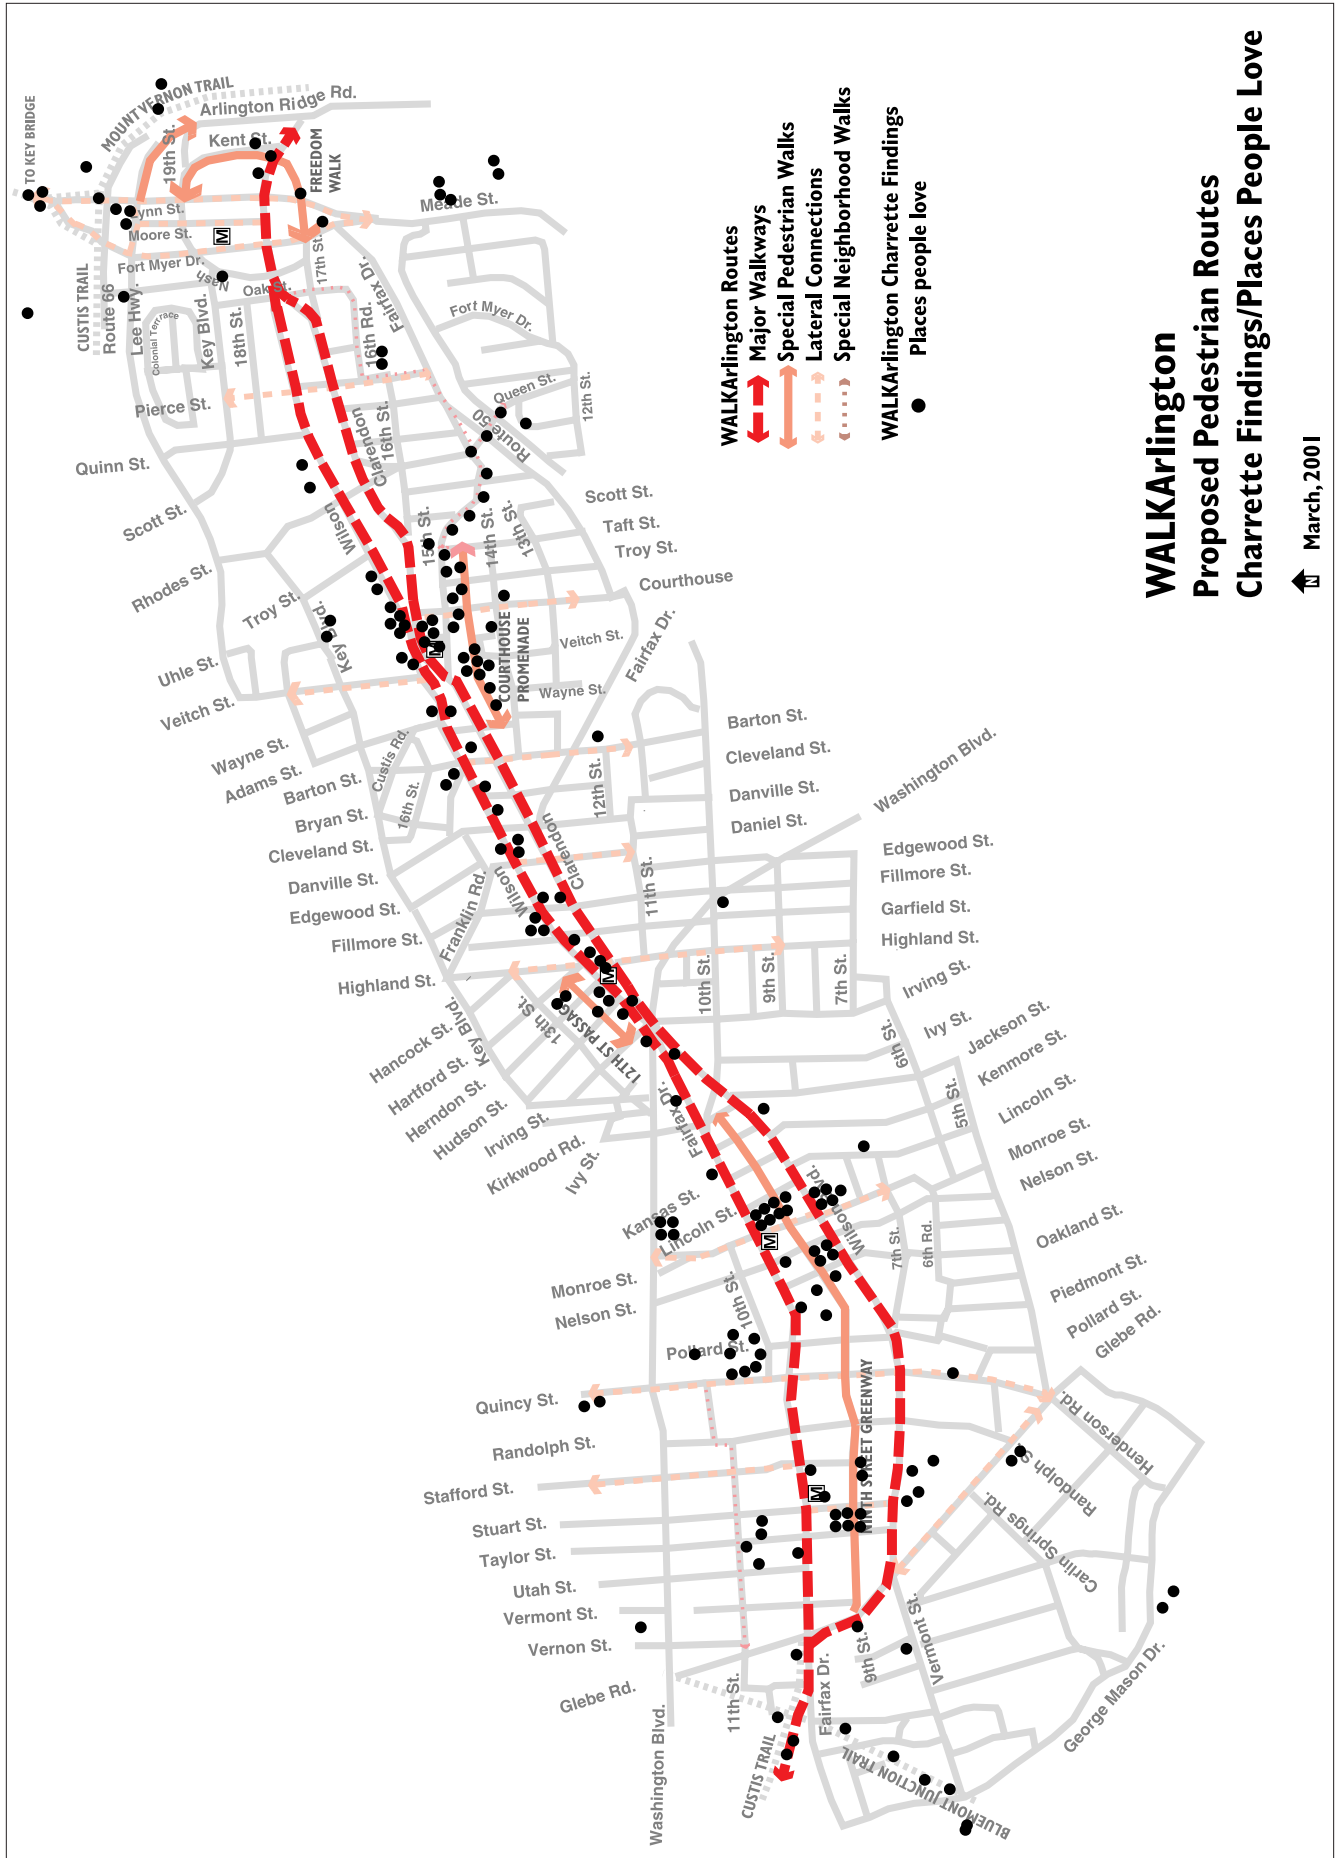 TO KEY BRIDGE
MOUNT VERNON TRAIL
Arlington Ridge Rd.
Kent St.
19th St.
FREEDOM
WALK
Lynn St.
Moore St.
Meade St.
Fort Myer Dr.
Nash
Oak St.
17th St.
CUSTIS TRAIL
Route 66
Lee Hwy.
Colonial Terrace
Key Blvd.
18th St.
16th Rd.
Fairfax Dr.
Fort Myer Dr.
Pierce St.
Clarendon
16th St.
Queen St.
12th St.
Route 50
Quinn St.
Scott St.
Wilson
15th St.
14th St.
13th St.
Scott St.
Taft St.
Troy St.
Courthouse
Rhodes St.
Troy St.
Key Blvd.
COURTHOUSE
PROMENADE
Veitch St.
Fairfax Dr.
Uhle St.
Veitch St.
Wayne St.
Wayne St.
Adams St.
Barton St.
Custis Rd.
16th St.
12th St.
Barton St.
Cleveland St.
Danville St.
Daniel St.
Washington Blvd.
Bryan St.
Cleveland St.
Danville St.
Edgewood St.
Fillmore St.
Franklin Rd.
Wilson
Clarendon
11th St.
Edgewood St.
Fillmore St.
Garfield St.
Highland St.
Highland St.
Key Blvd.
13th St.
12TH ST PASSAG
10th St.
9th St.
7th St.
Irving St.
Ivy St.
6th St.
Jackson St.
Kenmore St.
Hancock St.
Hartford St.
Herndon St.
Hudson St.
Irving St.
Kirkwood Rd.
Ivy St.
Fairfax Dr.
5th St.
Lincoln St.
Monroe St.
Nelson St.
Kansas St.
Lincoln St.
Wilson Blvd.
7th St.
6th Rd.
Oakland St.
Monroe St.
Nelson St.
10th St.
Piedmont St.
Pollard St.
Glebe Rd.
Pollard St.
Quincy St.
NINTH STREET GREENWAY
Henderson Rd.
Randolph St.
Randolph St.
Stafford St.
Carlin Springs Rd.
Stuart St.
Taylor St.
Utah St.
Vermont St.
Vernon St.
Glebe Rd.
Washington Blvd.
11th St.
Fairfax Dr.
9th St.
Vermont St.
George Mason Dr.
CUSTIS TRAIL
BLUEMONT JUNCTION TRAIL
M
M
M
M
M
WALKArlington Routes
Major Walkways
Special Pedestrian Walks
Lateral Connections
Special Neighborhood Walks
WALKArlington Charrette Findings
Places people love
WALKArlington
Proposed Pedestrian Routes
Charrette Findings/Places People Love
N
March, 2001